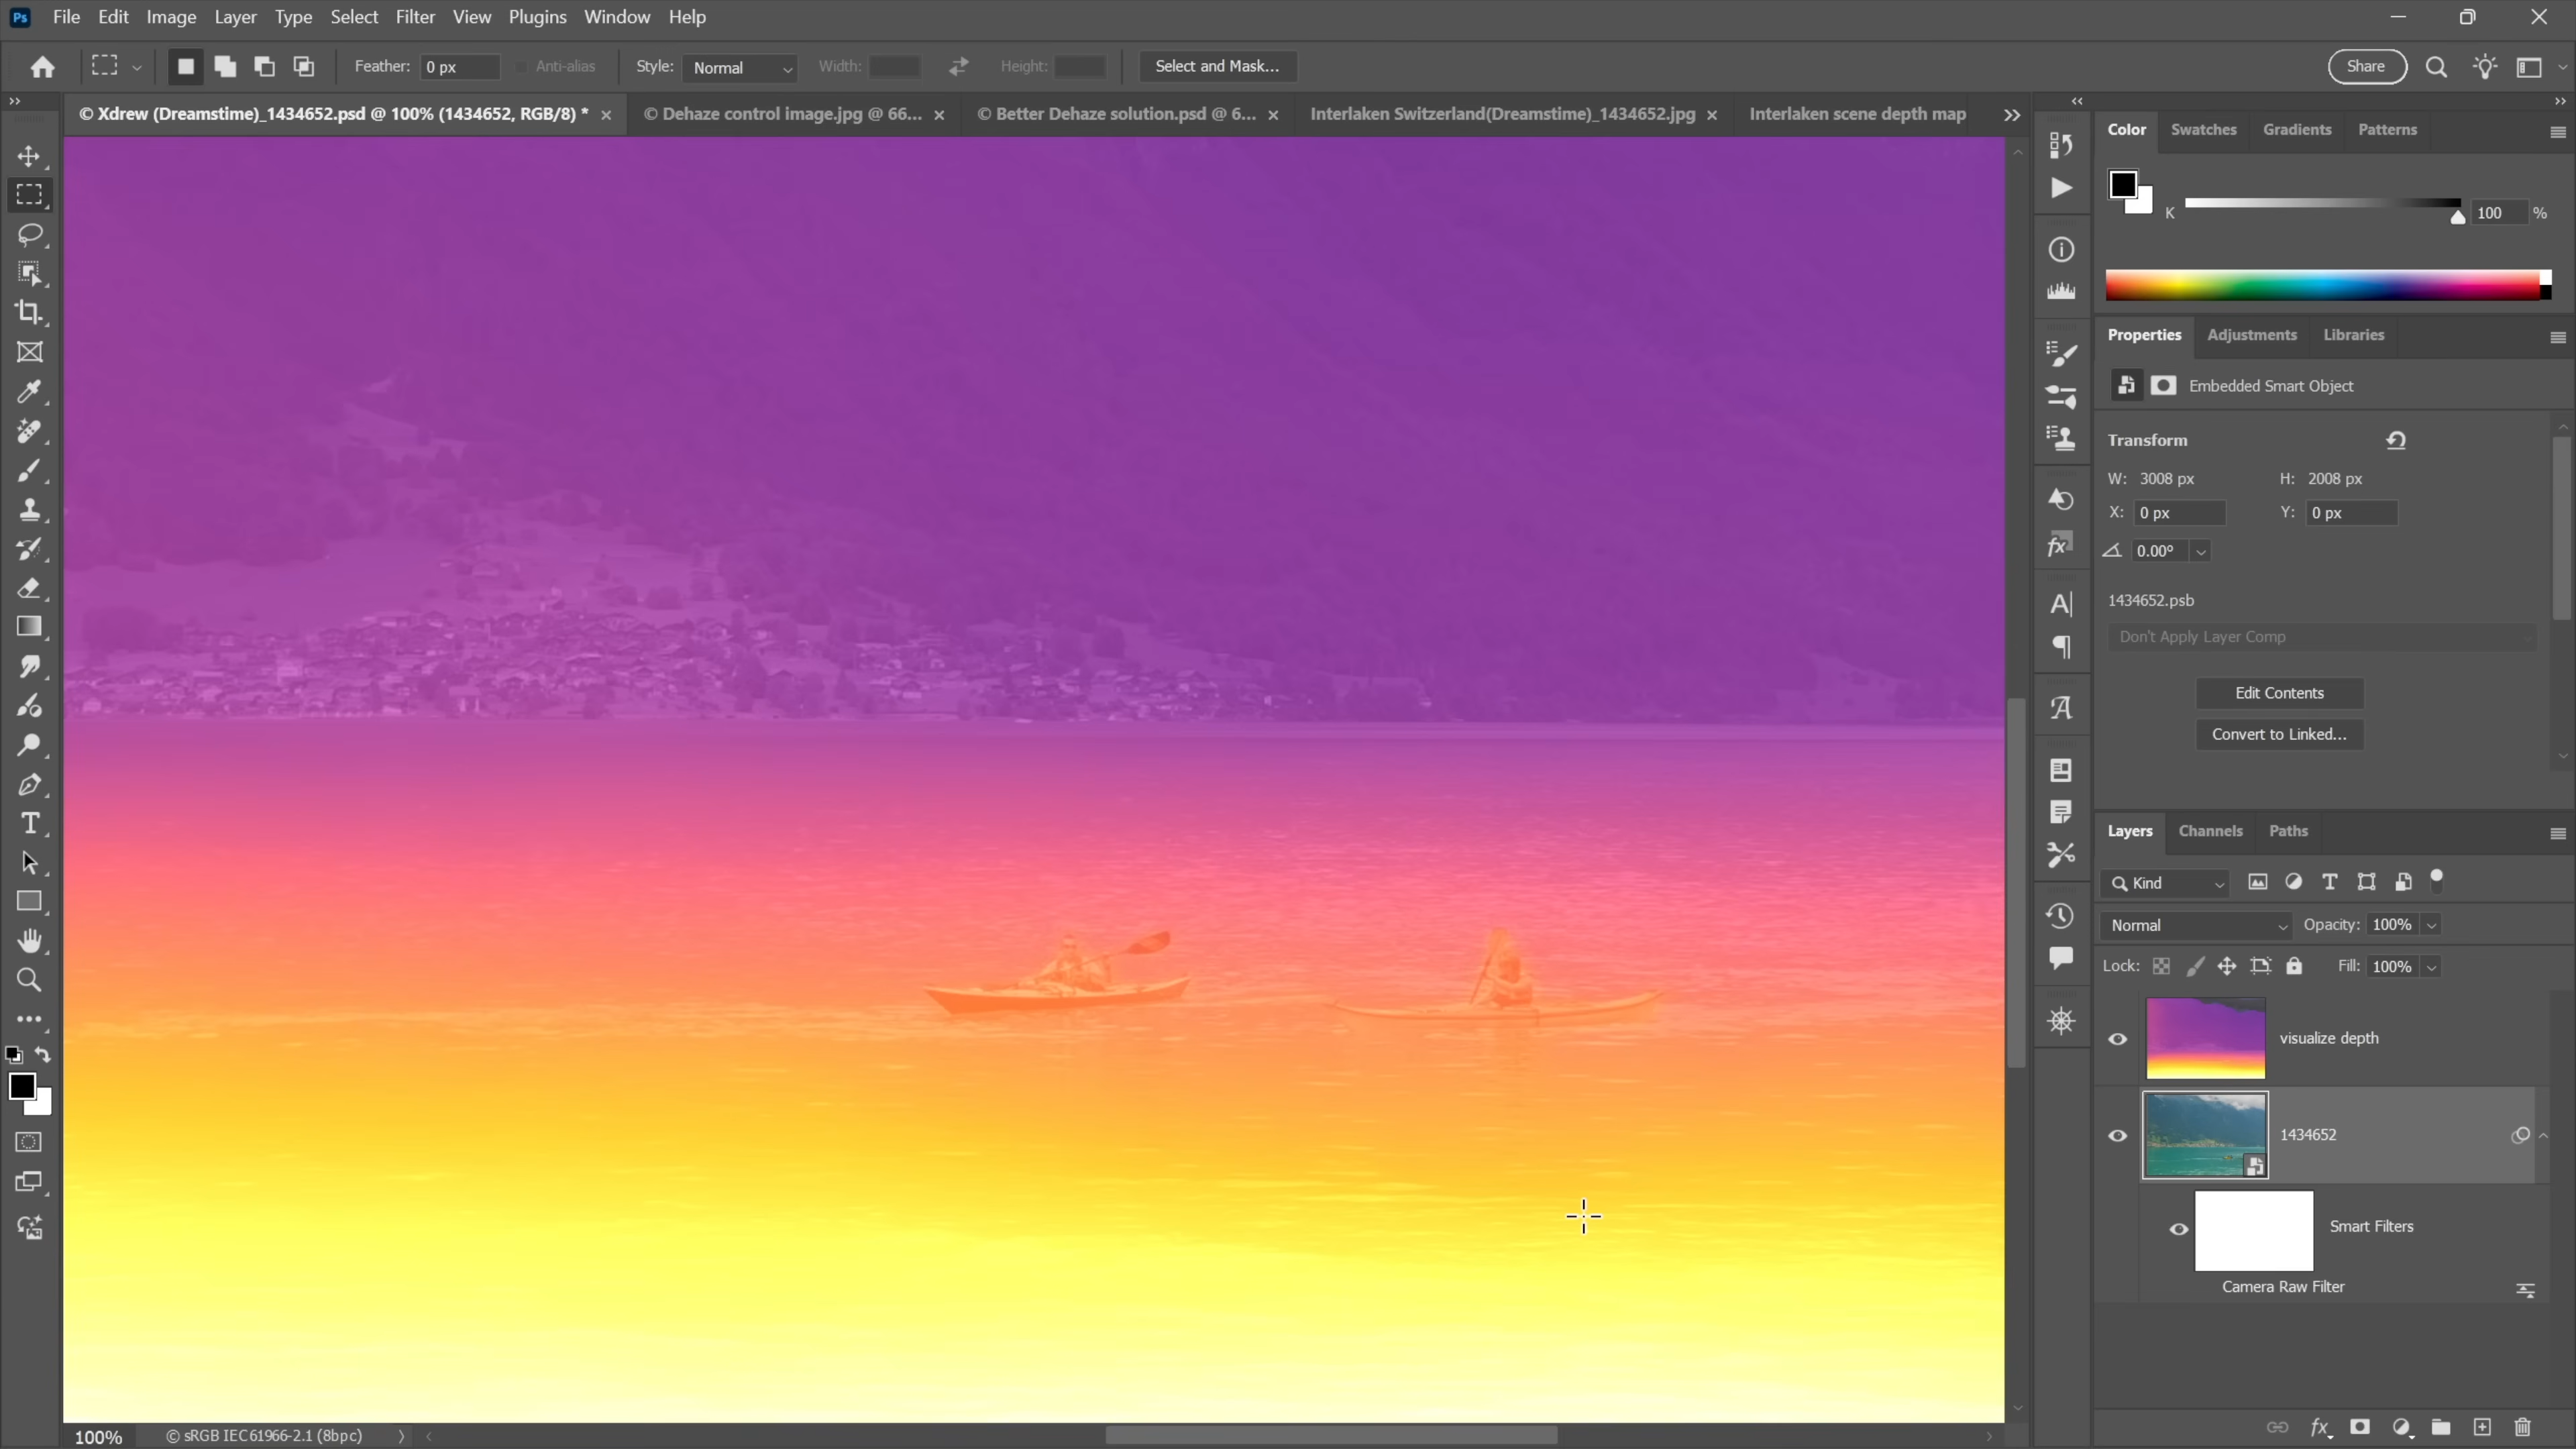 Ps File Edit Image Layer Type Select Filter View Plugins Window Help
Feather: 0 px Anti-alias Style: Normal Width: Height: Select and Mask... Share
© Xdrew (Dreamstime)_1434652.psd @ 100% (1434652, RGB/8) * © Dehaze control image.jpg @ 66... © Better Dehaze solution.psd @ 6... Interlaken Switzerland(Dreamstime)_1434652.jpg Interlaken scene depth map
Color Swatches Gradients Patterns
K 100 %
Properties Adjustments Libraries
Embedded Smart Object
Transform
W: 3008 px H: 2008 px
X: 0 px Y: 0 px
0.00°
1434652.psb
Don't Apply Layer Comp
Edit Contents
Convert to Linked...
Layers Channels Paths
Kind
Normal Opacity: 100%
Lock: Fill: 100%
visualize depth
1434652
Smart Filters
Camera Raw Filter
100% © sRGB IEC61966-2.1 (8bpc)